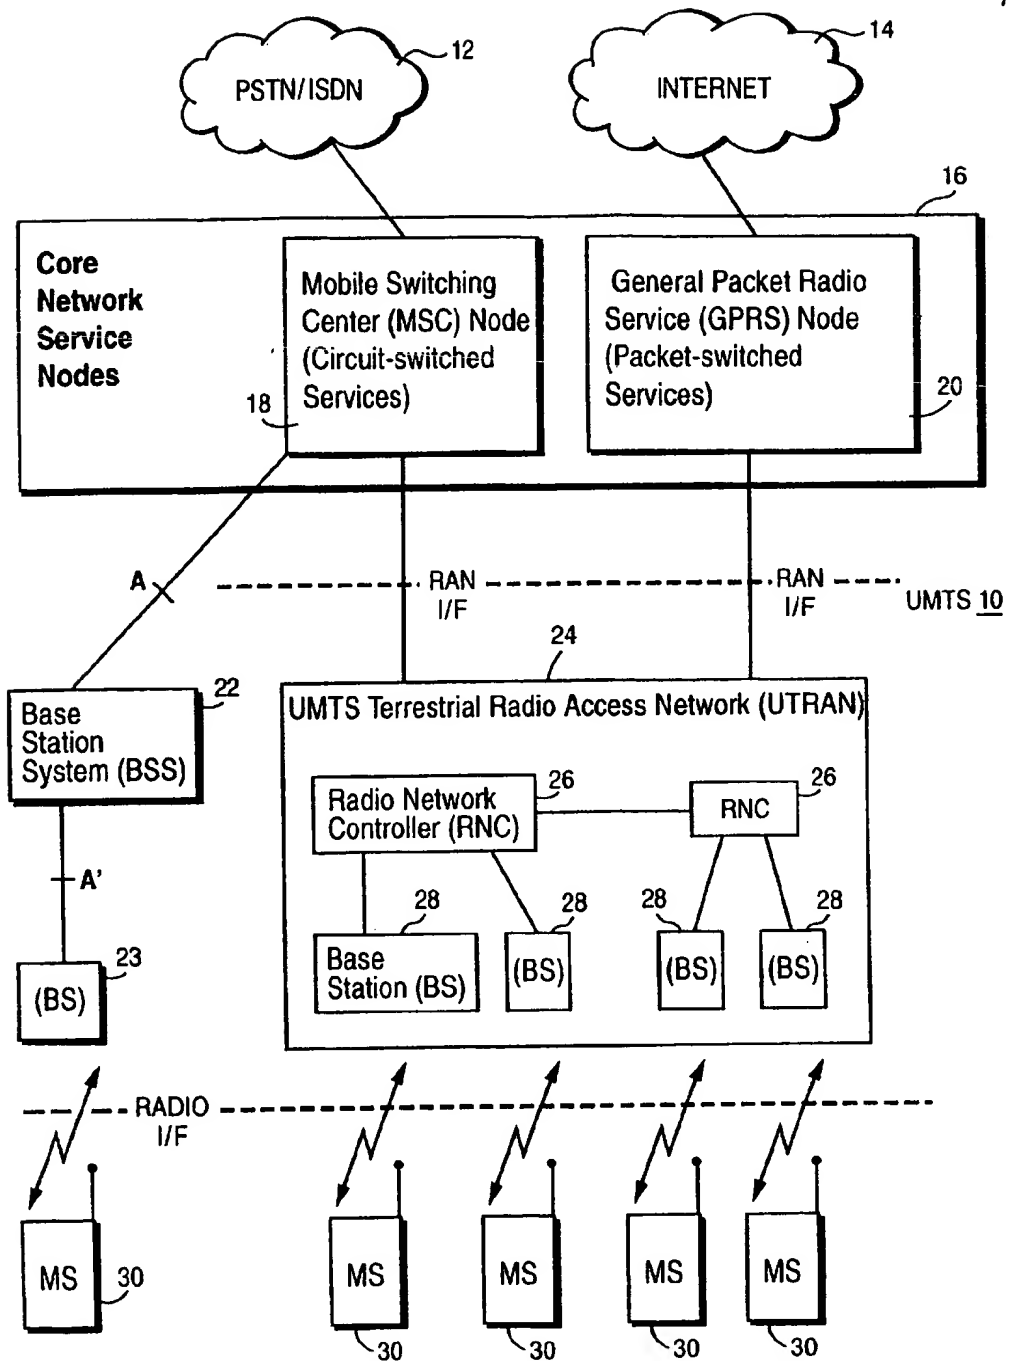 12
14
PSTN/ISDN
INTERNET
16
Core
Network
Service
Nodes
Mobile Switching
Center (MSC) Node
(Circuit-switched
Services)
18
General Packet Radio
Service (GPRS) Node
(Packet-switched
Services)
20
A
RAN
I/F
RAN
I/F
UMTS 10
24
22
Base
Station
System (BSS)
UMTS Terrestrial Radio Access Network (UTRAN)
26
Radio Network
Controller (RNC)
26
RNC
A'
28
28
28
28
23
(BS)
Base
Station (BS)
(BS)
(BS)
(BS)
RADIO
I/F
MS
30
MS
30
MS
30
MS
30
MS
30